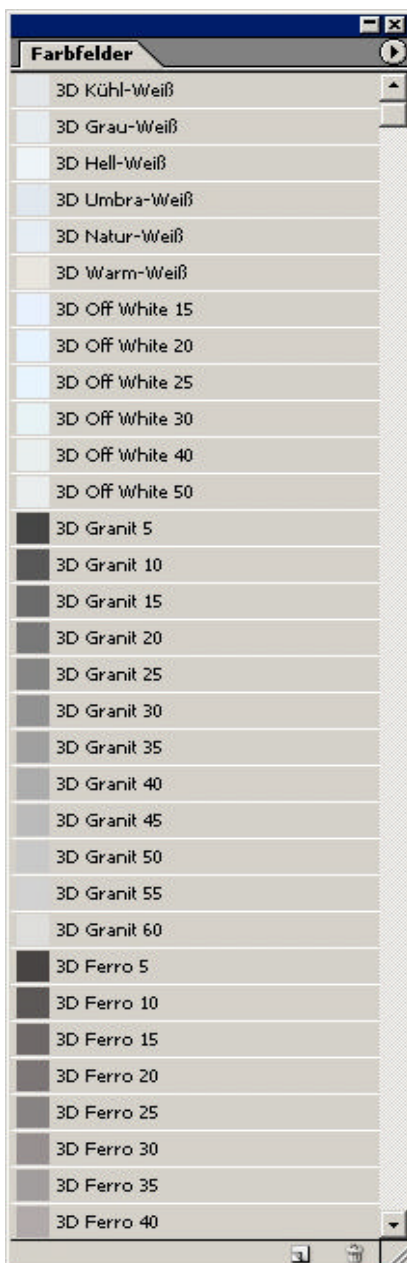 Farbfelder
3D Kühl-Weiß
3D Grau-Weiß
3D Hell-Weiß
3D Umbra-Weiß
3D Natur-Weiß
3D Warm-Weiß
3D Off White 15
3D Off White 20
3D Off White 25
3D Off White 30
3D Off White 40
3D Off White 50
3D Granit 5
3D Granit 10
3D Granit 15
3D Granit 20
3D Granit 25
3D Granit 30
3D Granit 35
3D Granit 40
3D Granit 45
3D Granit 50
3D Granit 55
3D Granit 60
3D Ferro 5
3D Ferro 10
3D Ferro 15
3D Ferro 20
3D Ferro 25
3D Ferro 30
3D Ferro 35
3D Ferro 40